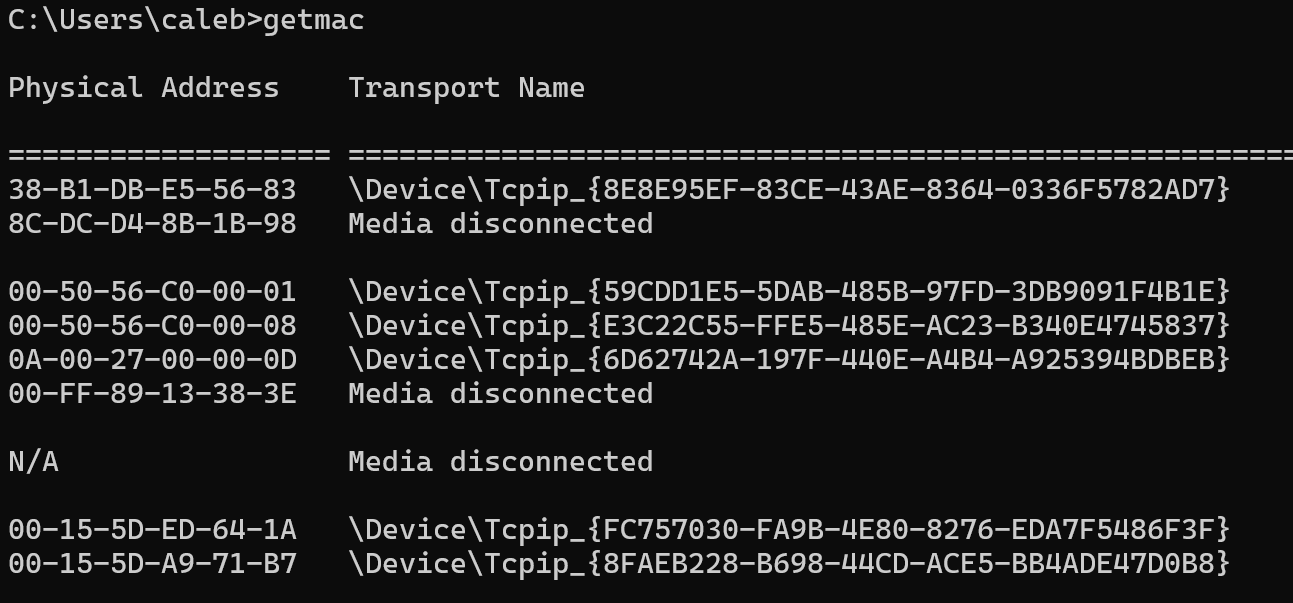 C:\Users\caleb>getmac
Physical Address    Transport Name
=================== ========================================================
38-B1-DB-E5-56-83   \Device\Tcpip_{8E8E95EF-83CE-43AE-8364-0336F5782AD7}
8C-DC-D4-8B-1B-98   Media disconnected
00-50-56-C0-00-01   \Device\Tcpip_{59CDD1E5-5DAB-485B-97FD-3DB9091F4B1E}
00-50-56-C0-00-08   \Device\Tcpip_{E3C22C55-FFE5-485E-AC23-B340E4745837}
0A-00-27-00-00-0D   \Device\Tcpip_{6D62742A-197F-440E-A4B4-A925394BDBEB}
00-FF-89-13-38-3E   Media disconnected
N/A                 Media disconnected
00-15-5D-ED-64-1A   \Device\Tcpip_{FC757030-FA9B-4E80-8276-EDA7F5486F3F}
00-15-5D-A9-71-B7   \Device\Tcpip_{8FAEB228-B698-44CD-ACE5-BB4ADE47D0B8}